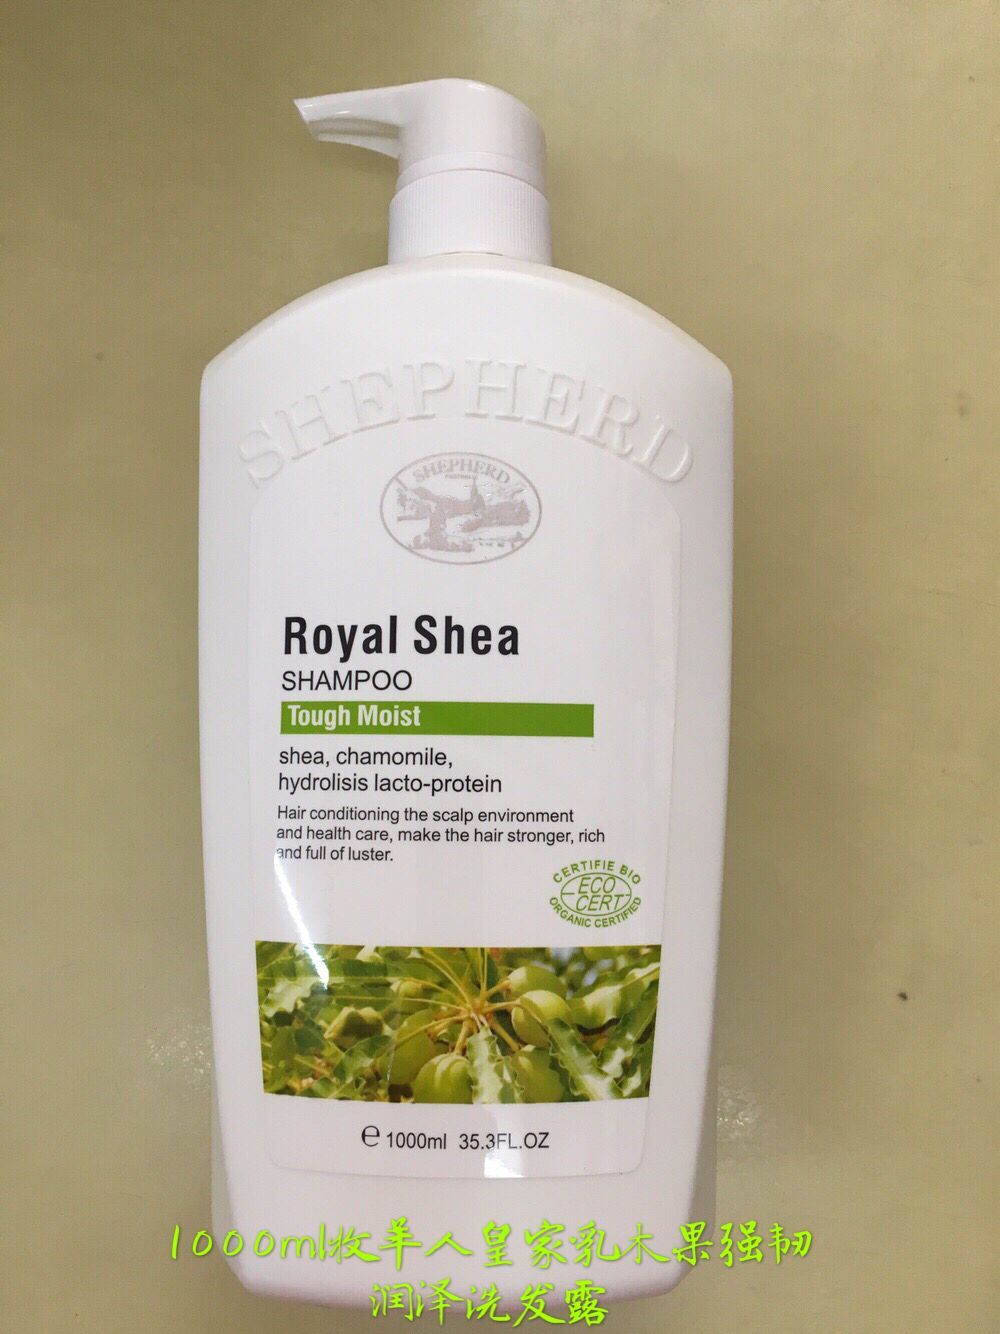 SHEPHERD
SHEPHERD
AUSTRALIA
Royal Shea
SHAMPOO
Tough Moist
shea, chamomile,
hydrolisis lacto-protein
Hair conditioning the scalp environment
and health care, make the hair stronger, rich
and full of luster.
CERTIFIE BIO
ECO
CERT
ORGANIC CERTIFIED
e 1000ml 35.3FL.OZ
1000ml牧羊人皇家乳木果强韧
润泽洗发露